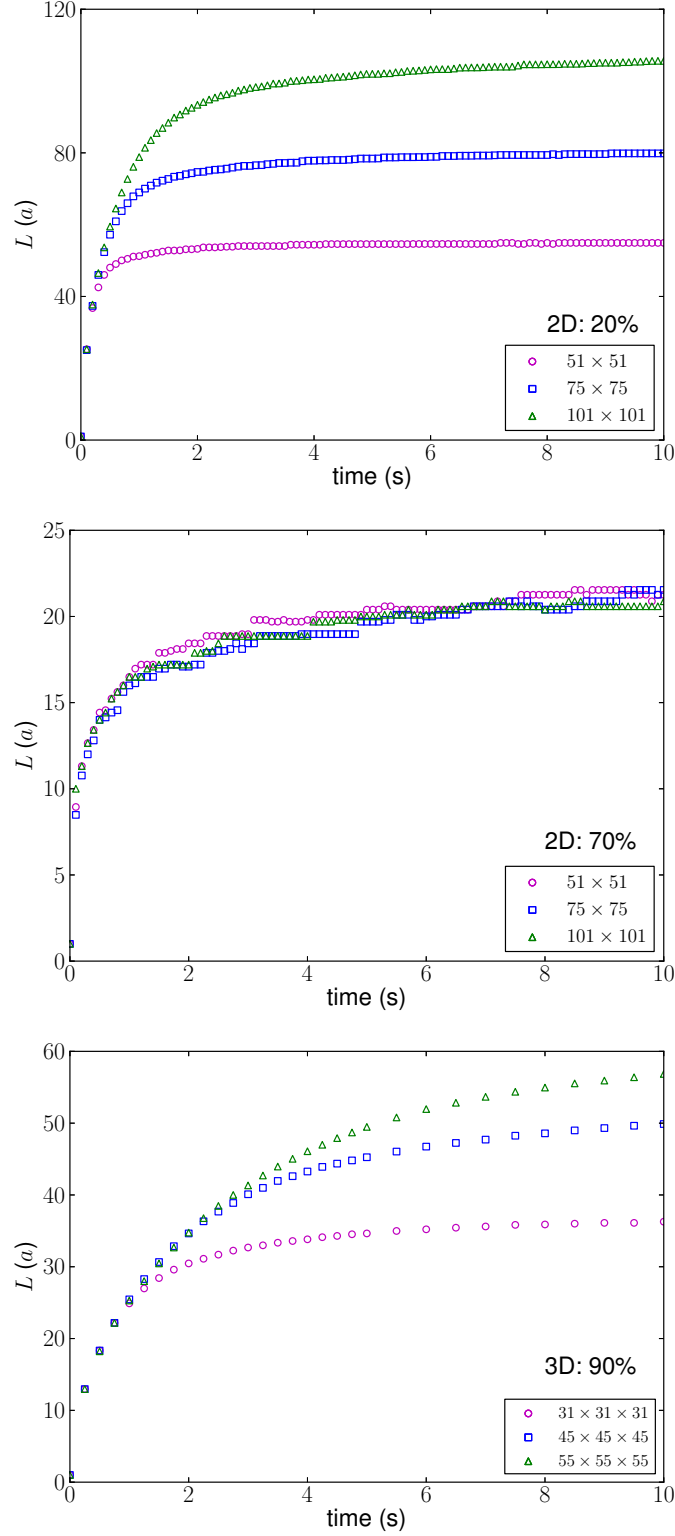 120
80
40
0
L (a)
0 2 4 6 8 10
time (s)
2D: 20%
51 × 51
75 × 75
101 × 101
25
20
15
10
5
0
L (a)
0 2 4 6 8 10
time (s)
2D: 70%
51 × 51
75 × 75
101 × 101
60
50
40
30
20
10
0
L (a)
0 2 4 6 8 10
time (s)
3D: 90%
31 × 31 × 31
45 × 45 × 45
55 × 55 × 55